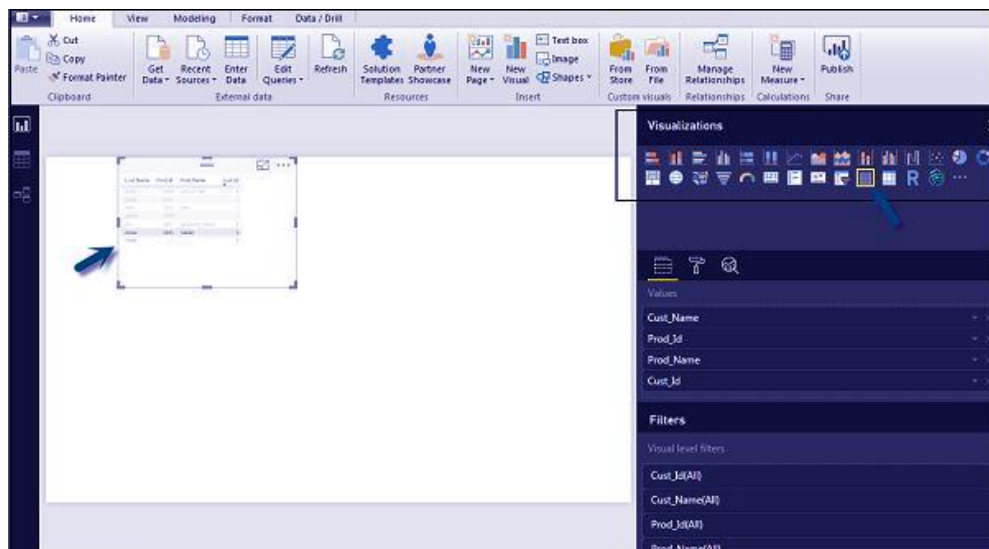 Home View Modeling Format Data / Drill
Paste
Cut
Copy
Format Painter
Clipboard
Get Data
Recent Sources
Enter Data
Edit Queries
External data
Refresh
Solution Templates
Partner Showcase
Resources
New Page
New Visual
Text box
Image
Shapes
Insert
From Store
From File
Custom visuals
Manage Relationships
Relationships
New Measure
Calculations
Publish
Share
Visualizations
R
Values
Cust_Name
Prod_Id
Prod_Name
Cust_Id
Filters
Visual level filters
Cust_Id(All)
Cust_Name(All)
Prod_Id(All)
Prod_Name(All)